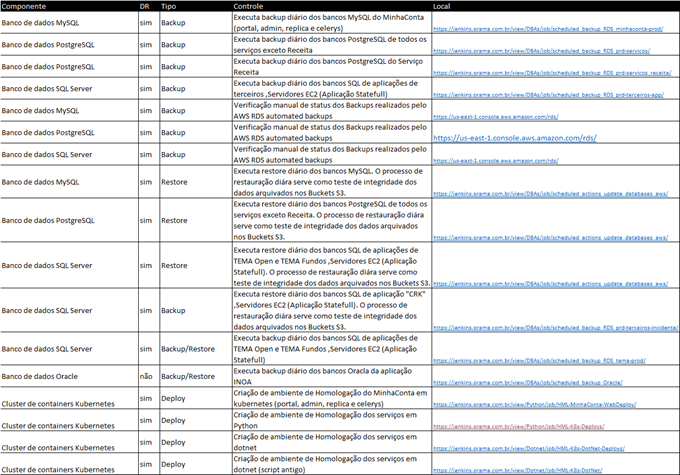 Componente DR Tipo Controle Local
Banco de dados MySQL sim Backup Executa backup diário dos bancos MySQL do MinhaConta
(portal, admin, replica e celerys) https://jenkins.orama.com.br/view/DBAs/job/scheduled_backup_RDS_minhaconta-prod/
Banco de dados PostgreSQL sim Backup Executa backup diário dos bancos PostgreSQL de todos os
serviços exceto Receita https://jenkins.orama.com.br/view/DBAs/job/scheduled_backup_RDS_prd-servicos/
Banco de dados PostgreSQL sim Backup Executa backup diário dos bancos PostgreSQL do Serviço
Receita https://jenkins.orama.com.br/view/DBAs/job/scheduled_backup_RDS_prd-servicos_receita/
Banco de dados SQL Server sim Backup Executa backup diário dos bancos SQL de aplicações de
terceiros ,Servidores EC2 (Aplicação Statefull) https://jenkins.orama.com.br/view/DBAs/job/scheduled_backup_RDS_prd-terceiros-app/
Banco de dados MySQL sim Backup Verificação manual de status dos Backups realizados pelo
AWS RDS automated backups https://us-east-1.console.aws.amazon.com/rds/
Banco de dados PostgreSQL sim Backup Verificação manual de status dos Backups realizados pelo
AWS RDS automated backups https://us-east-1.console.aws.amazon.com/rds/
Banco de dados SQL Server sim Backup Verificação manual de status dos Backups realizados pelo
AWS RDS automated backups https://us-east-1.console.aws.amazon.com/rds/
Banco de dados MySQL sim Restore Executa restore diário dos bancos MySQL. O processo de
restauração diára serve como teste de integridade dos
dados arquivados nos Buckets S3. https://jenkins.orama.com.br/view/DBAs/job/scheduled_actions_update_databases_aws/
Banco de dados PostgreSQL sim Restore Executa restore diário dos bancos PostgreSQL de todos os
serviços exceto Receita. O processo de restauração diára
serve como teste de integridade dos dados arquivados
nos Buckets S3. https://jenkins.orama.com.br/view/DBAs/job/scheduled_actions_update_databases_aws/
Banco de dados SQL Server sim Restore Executa restore diário dos bancos SQL de aplicações de
TEMA Open e TEMA Fundos ,Servidores EC2 (Aplicação
Statefull). O processo de restauração diára serve como
teste de integridade dos dados arquivados nos Buckets S3. https://jenkins.orama.com.br/view/DBAs/job/scheduled_actions_update_databases_aws/
Banco de dados SQL Server sim Backup Executa restore diário dos bancos SQL de aplicação "CRK"
,Servidores EC2 (Aplicação Statefull). O processo de
restauração diára serve como teste de integridade dos
dados arquivados nos Buckets S3. https://jenkins.orama.com.br/view/DBAs/job/scheduled_backup_RDS_prd-terceiros-incidente/
Banco de dados SQL Server sim Backup/Restore Executa backup diário dos bancos SQL de aplicações de
TEMA Open e TEMA Fundos ,Servidores EC2 (Aplicação
Statefull) https://jenkins.orama.com.br/view/DBAs/job/scheduled_backup_RDS_tema-prod/
Banco de dados Oracle não Backup/Restore Executa backup diário dos bancos Oracle da aplicação
INOA https://jenkins.orama.com.br/view/DBAs/job/scheduled_backup_Oracle/
Cluster de containers Kubernetes sim Deploy Criação de ambiente de Homologação do MinhaConta em
kubernetes (portal, admin, replica e celerys) https://jenkins.orama.com.br/view/Python/job/HML-MinhaConta-WebDeploy/
Cluster de containers Kubernetes sim Deploy Criação de ambiente de Homologação dos serviços em
Python https://jenkins.orama.com.br/view/Python/job/HML-K8s-Deploys/
Cluster de containers Kubernetes sim Deploy Criação de ambiente de Homologação dos serviços em
dotnet https://jenkins.orama.com.br/view/Dotnet/job/HML-K8s-DotNet-Deploys/
Cluster de containers Kubernetes sim Deploy Criação de ambiente de Homologação dos serviços em
dotnet (script antigo) https://jenkins.orama.com.br/view/Dotnet/job/HML-K8s-DotNet/